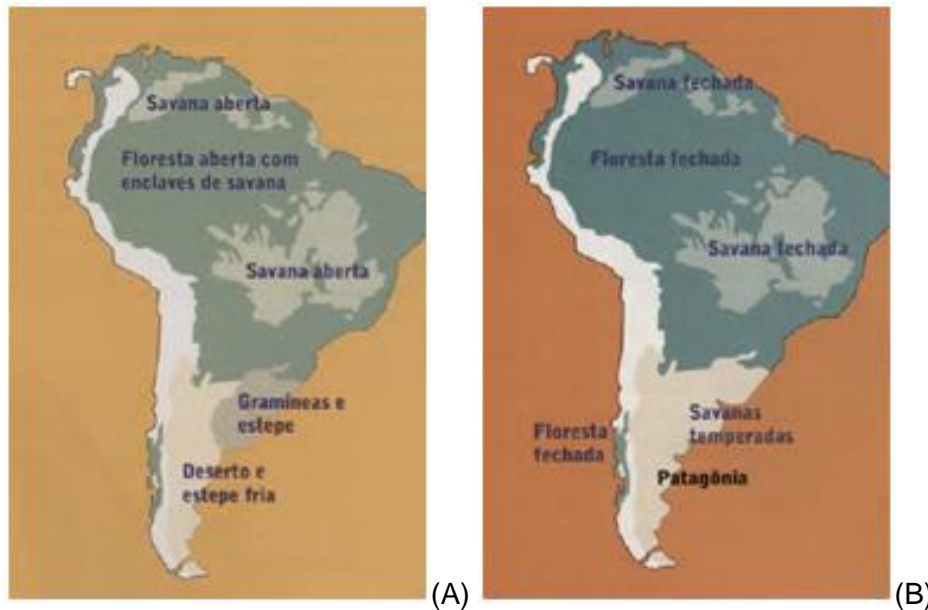 Savana aberta
Floresta aberta com
enclaves de savana
Savana aberta
Gramíneas e
estepe
Deserto e
estepe fria
(A)
Savana fechada
Floresta fechada
Savana fechada
Savanas
temperadas
Floresta
fechada
Patagônia
(B)